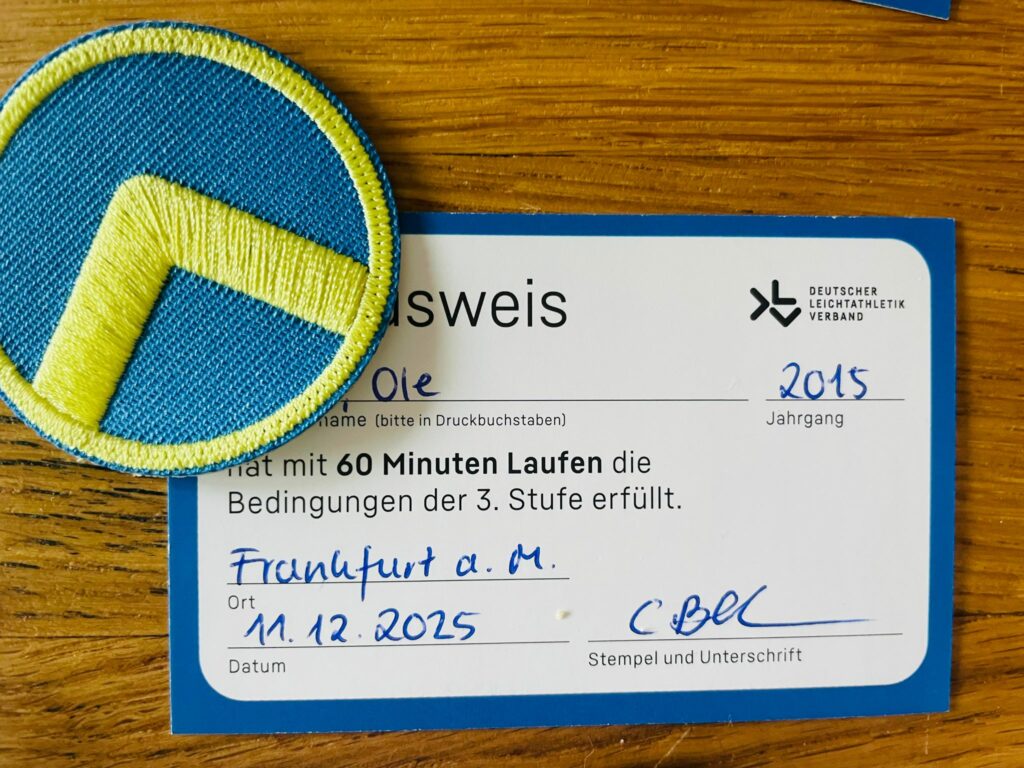 usweis
DEUTSCHER
LEICHTATHLETIK
VERBAND
, Ole
2015
name (bitte in Druckbuchstaben)
Jahrgang
hat mit 60 Minuten Laufen die
Bedingungen der 3. Stufe erfüllt.
Frankfurt a. M.
Ort
11.12.2025
Datum
Stempel und Unterschrift